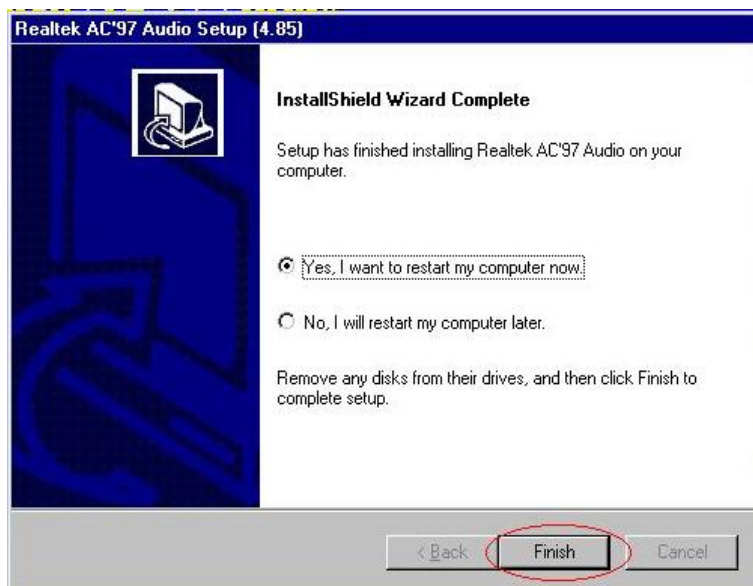 Realtek AC'97 Audio Setup (4.85)
InstallShield Wizard Complete
Setup has finished installing Realtek AC'97 Audio on your
computer.
Yes, I want to restart my computer now.
No, I will restart my computer later.
Remove any disks from their drives, and then click Finish to
complete setup.
< Back
Finish
Cancel